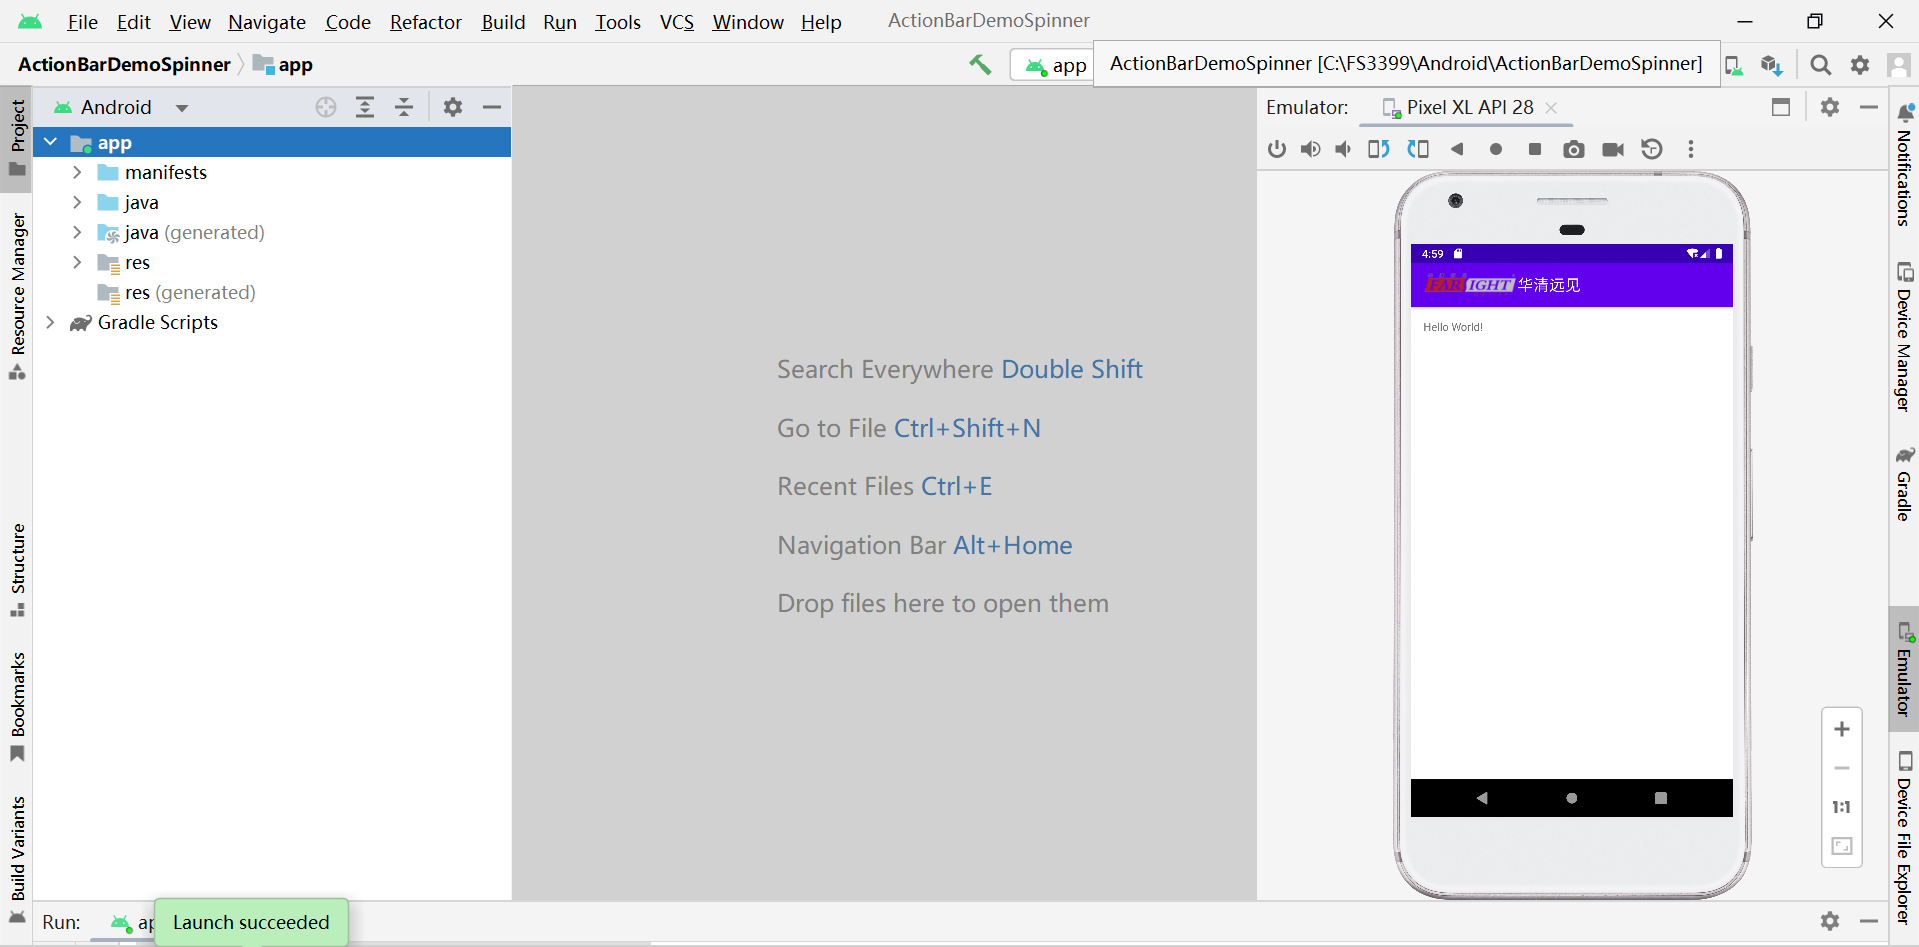 File Edit View Navigate Code Refactor Build Run Tools VCS Window Help ActionBarDemoSpinner
ActionBarDemoSpinner app
app
ActionBarDemoSpinner [C:\FS3399\Android\ActionBarDemoSpinner]
Project
Resource Manager
Structure
Bookmarks
Build Variants
Android
app
manifests
java
java (generated)
res
res (generated)
Gradle Scripts
Search Everywhere Double Shift
Go to File Ctrl+Shift+N
Recent Files Ctrl+E
Navigation Bar Alt+Home
Drop files here to open them
Emulator: Pixel XL API 28
4:59
FARIGHT 华清远见
Hello World!
1:1
Notifications
Device Manager
Gradle
Emulator
Device File Explorer
Run: ap
Launch succeeded